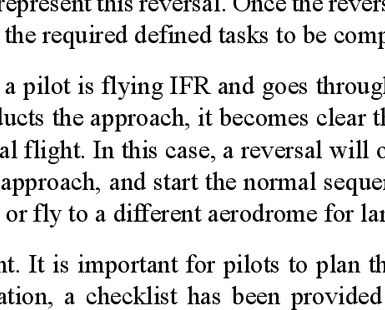 represent this reversal. Once the revers
the required defined tasks to be comp
a pilot is flying IFR and goes through
ducts the approach, it becomes clear th
al flight. In this case, a reversal will o
approach, and start the normal sequen
or fly to a different aerodrome for lan
nt. It is important for pilots to plan th
ation, a checklist has been provided